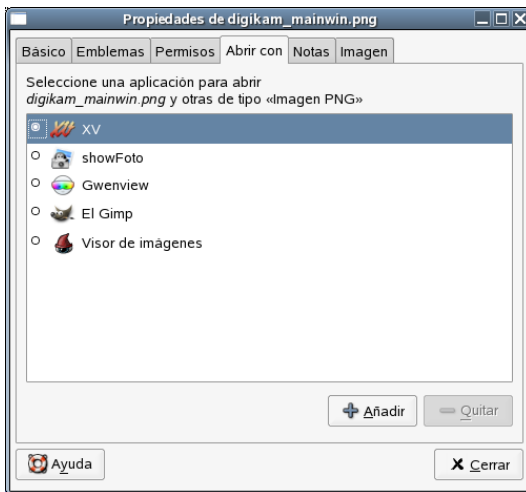 Propiedades de digikam_mainwin.png
Básico Emblemas Permisos Abrir con Notas Imagen
Seleccione una aplicación para abrir
digikam_mainwin.png y otras de tipo «Imagen PNG»
XV
showFoto
Gwenview
El Gimp
Visor de imágenes
Añadir Quitar
Ayuda Cerrar